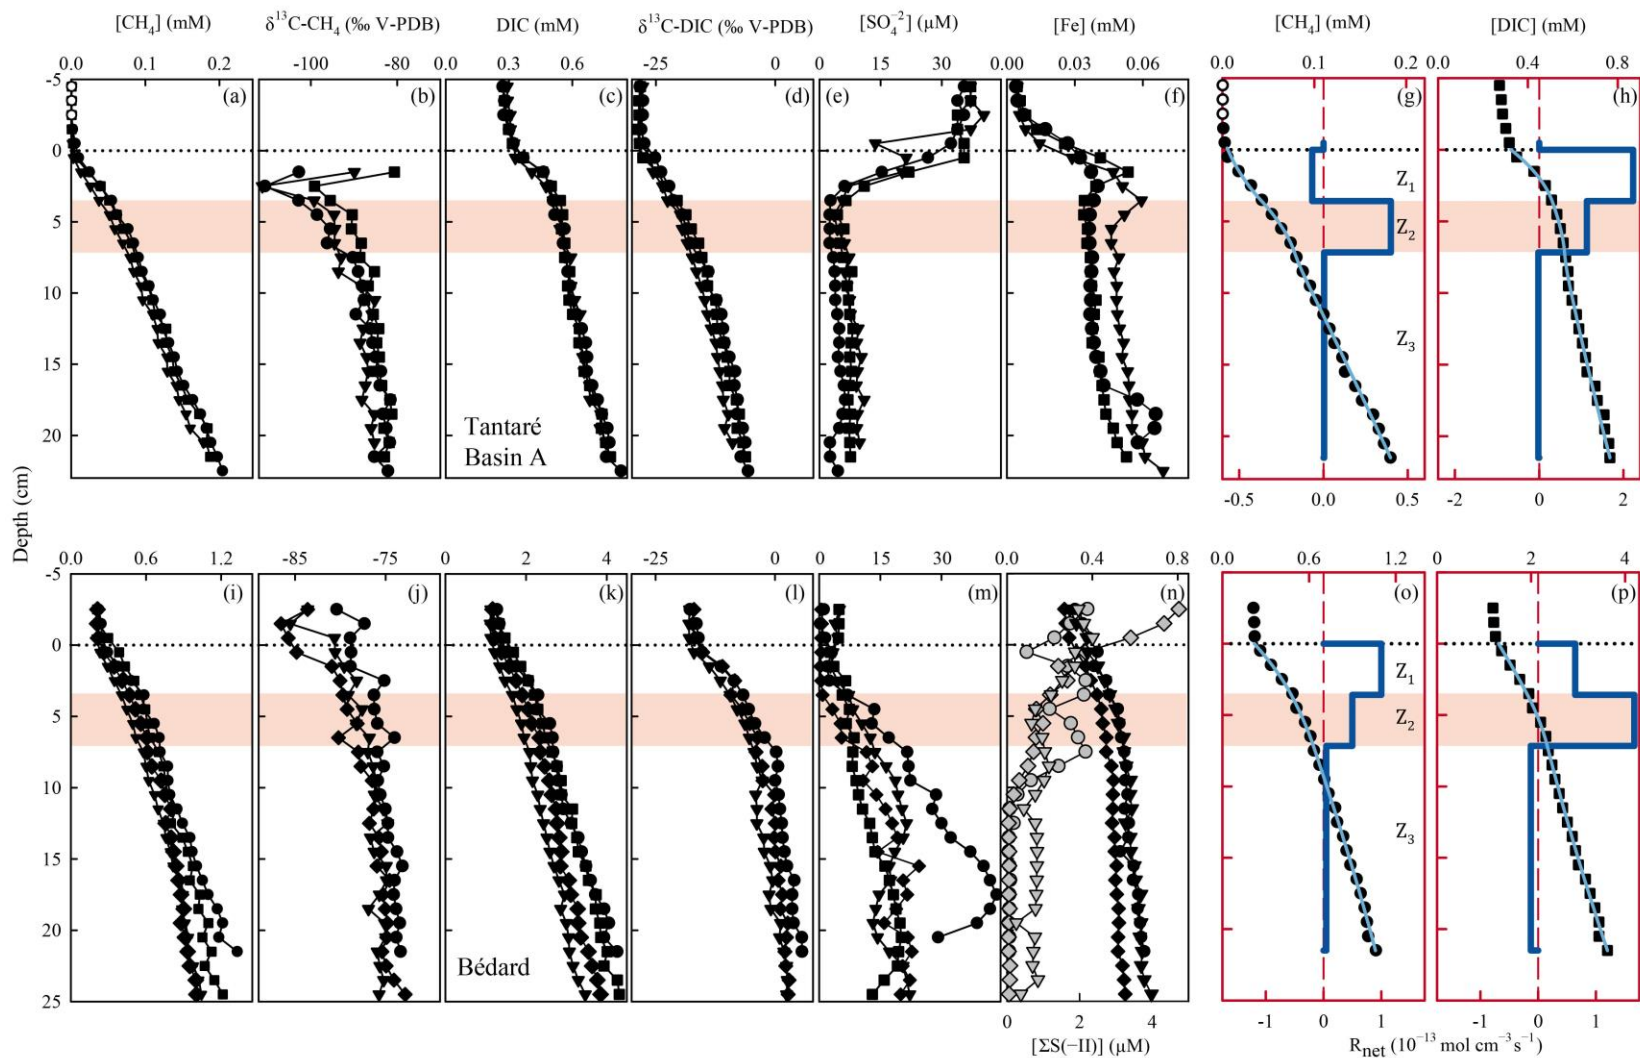 [CH4] (mM) δ13C-CH4 (‰ V-PDB) DIC (mM) δ13C-DIC (‰ V-PDB) [SO4−2] (μM) [Fe] (mM) [CH4] (mM) [DIC] (mM)
0.0 0.1 0.2 -100 -80 0.0 0.3 0.6 -25 0 0 15 30 45 0.00 0.03 0.06 0.0 0.1 0.2 0.0 0.4 0.8
-5 (a) (b) (c) (d) (e) (f) (g) (h)
0
Z1
5
Z2
10
Z3
15
20
Tantaré
Basin A
-0.5 0.0 0.5 -2 0 2
Depth (cm)
0.0 0.6 1.2 -85 -75 0 2 4 -25 0 0 15 30 45 0.0 0.4 0.8 0.0 0.6 1.2 0 2 4
-5 (i) (j) (k) (l) (m) (n) (o) (p)
0
Z1
5
Z2
10
Z3
15
20
Bédard
25
0 2 4 -1 0 1 -1 0 1
[ΣS(−II)] (μM) Rnet (10−13 mol cm−3 s−1)